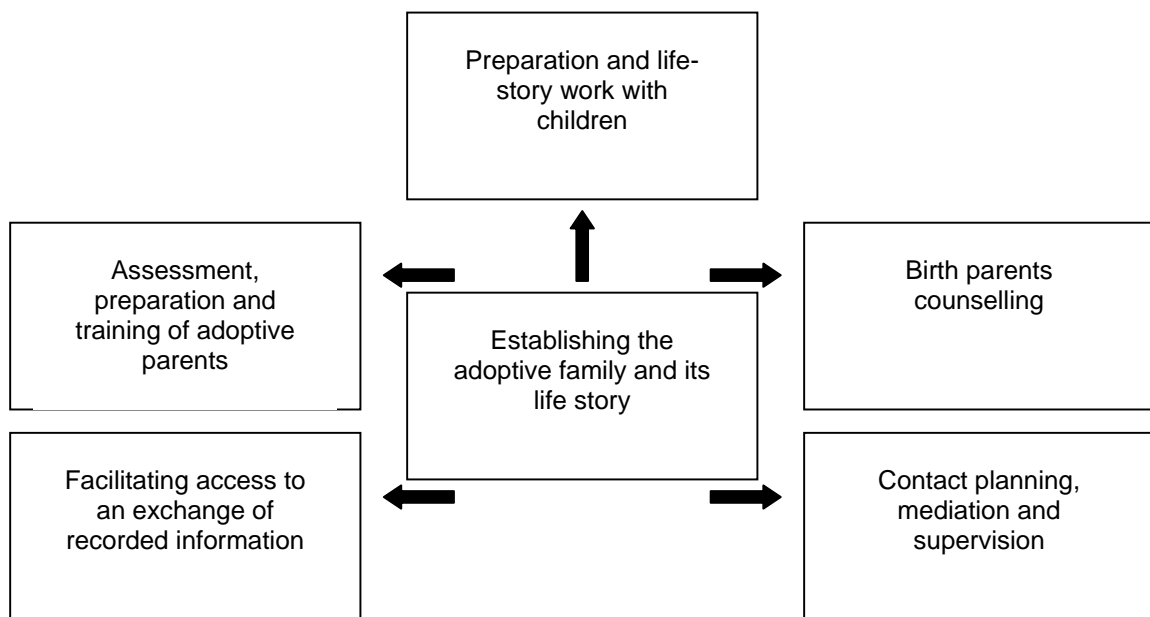 Preparation and life-
story work with
children
Assessment,
preparation and
training of adoptive
parents
Birth parents
counselling
Establishing the
adoptive family and its
life story
Facilitating access to
an exchange of
recorded information
Contact planning,
mediation and
supervision